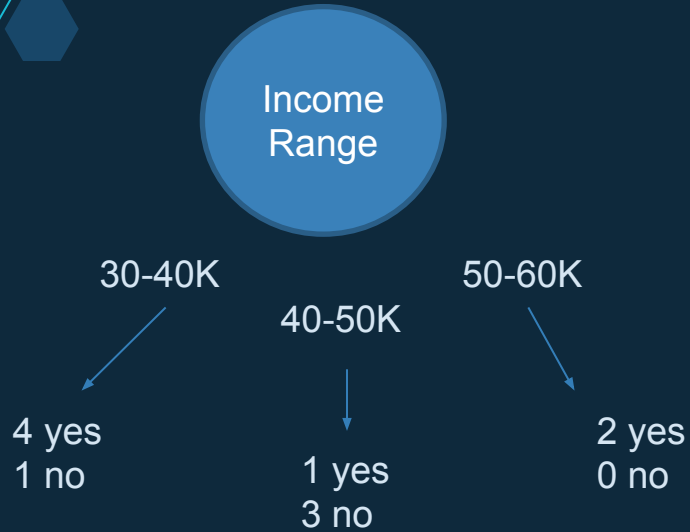 Income
Range
30-40K
40-50K
50-60K
4 yes
1 no
1 yes
3 no
2 yes
0 no